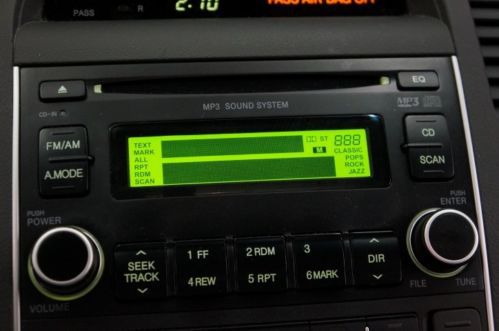 PASS R 2:10 PASS AIR BAG OFF
EQ
CD-IN
MP3 SOUND SYSTEM
MP3
FM/AM
A.MODE
TEXT
MARK
ALL
RPT
RDM
SCAN
ST 888
M CLASSIC
POPS
ROCK
JAZZ
CD
SCAN
PUSH
POWER
VOLUME
SEEK
TRACK
1 FF
2 RDM
3
4 REW
5 RPT
6 MARK
DIR
PUSH
ENTER
FILE
TUNE